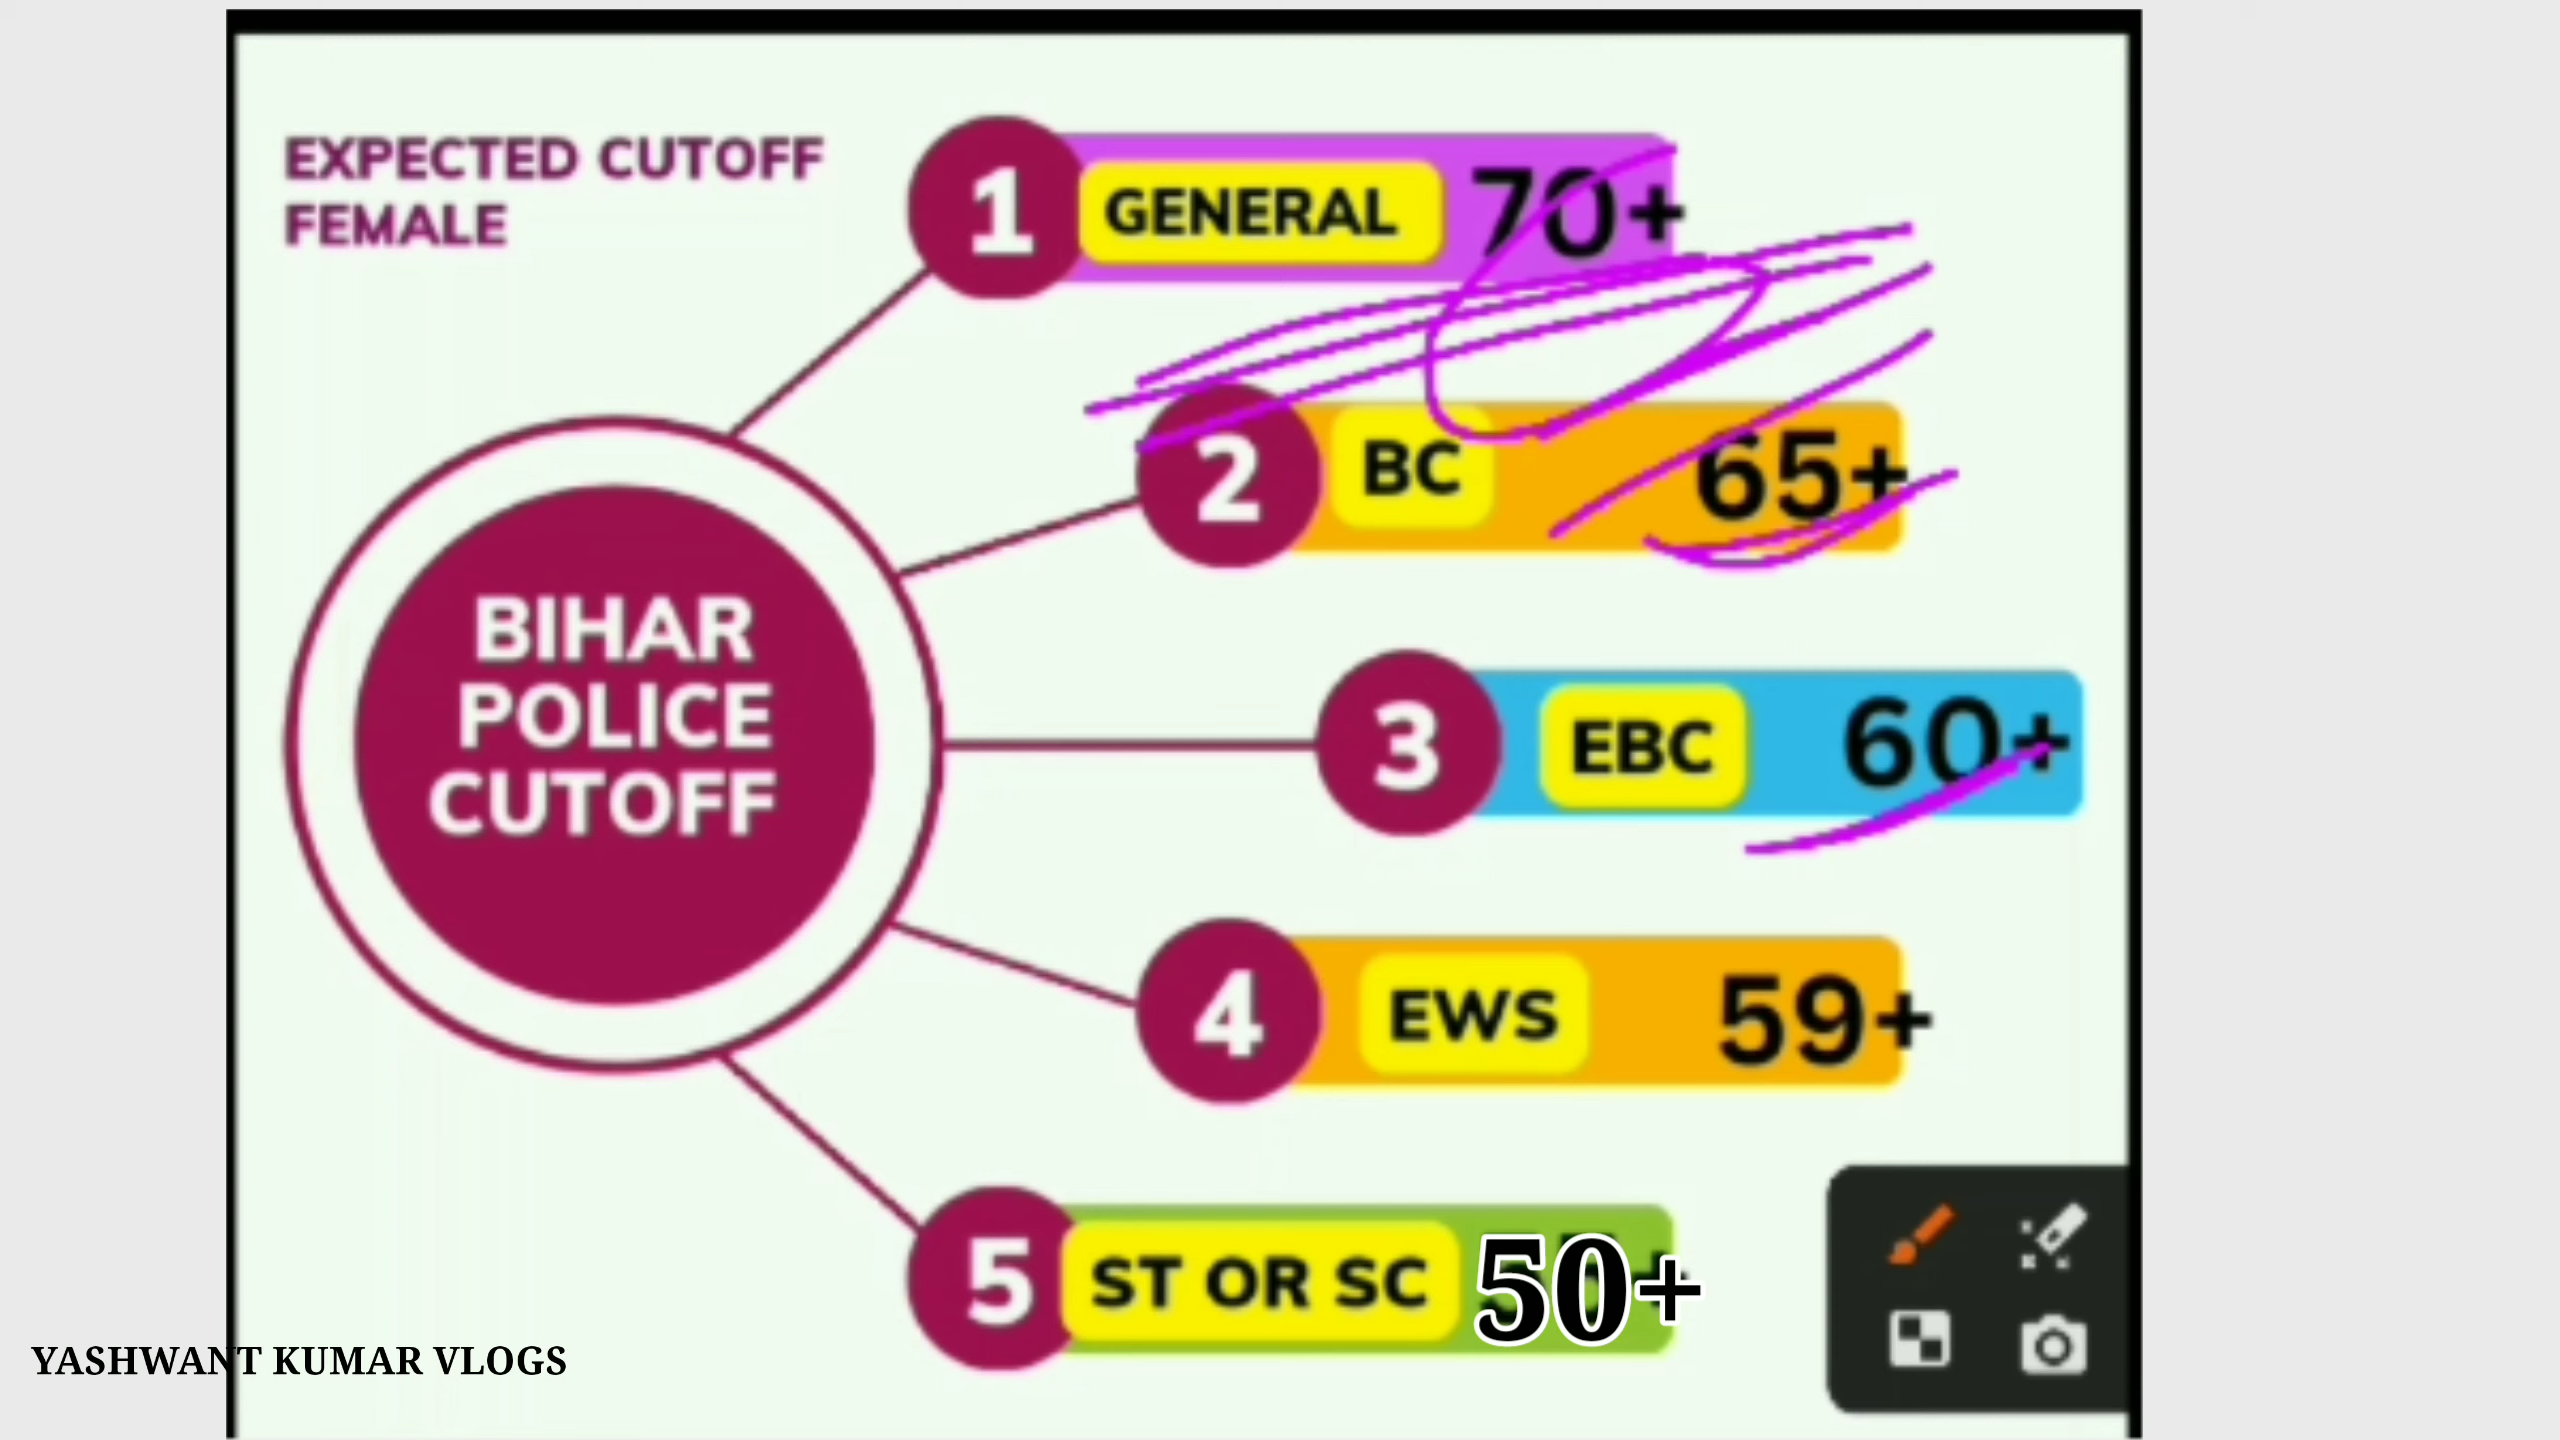 EXPECTED CUTOFF
FEMALE
BIHAR
POLICE
CUTOFF
1 GENERAL 70+
2 BC 65+
3 EBC 60+
4 EWS 59+
5 ST OR SC 50+
YASHWANT KUMAR VLOGS